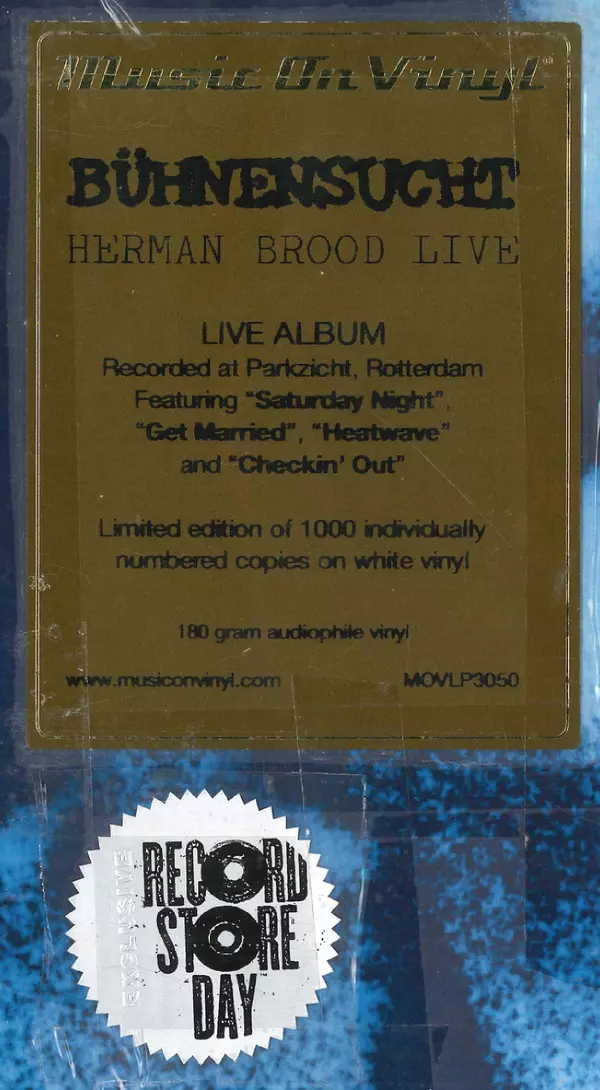 Music On Vinyl®
BÜHNENSUCHT
HERMAN BROOD LIVE
LIVE ALBUM
Recorded at Parkzicht, Rotterdam
Featuring “Saturday Night”,
“Get Married”, “Heatwave”
and “Checkin’ Out”
Limited edition of 1000 individually
numbered copies on white vinyl
180 gram audiophile vinyl
www.musiconvinyl.com MOVLP3050
EXCLUSIVE
RECORD
STORE
DAY